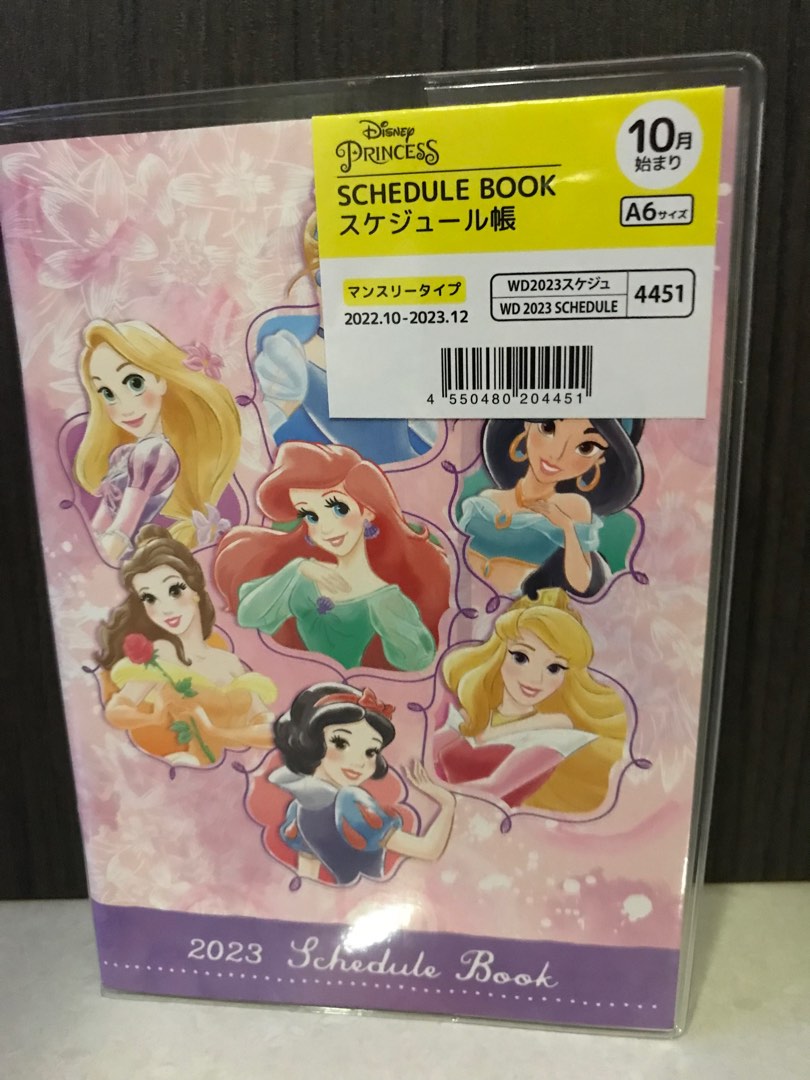 Disney
PRINCESS
SCHEDULE BOOK
スケジュール帳
10月
始まり
A6サイズ
マンスリータイプ
2022.10-2023.12
WD2023スケジュ
WD 2023 SCHEDULE
4451
4 550480 204451
2023 Schedule Book